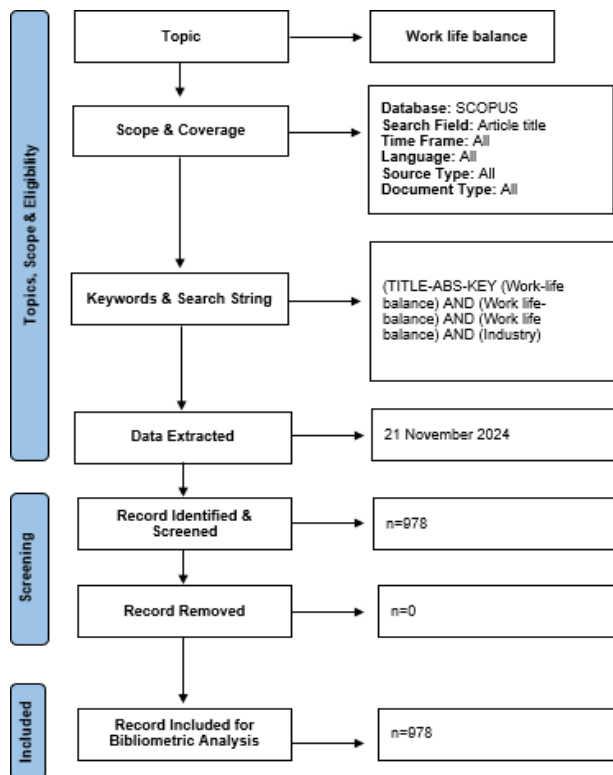 Topics, Scope & Eligibility
Topic
Work life balance
Scope & Coverage
Database: SCOPUS
Search Field: Article title
Time Frame: All
Language: All
Source Type: All
Document Type: All
Keywords & Search String
(TITLE-ABS-KEY (Work-life
balance) AND (Work life-
balance) AND (Work life
balance) AND (Industry)
Data Extracted
21 November 2024
Screening
Record Identified &
Screened
n=978
Record Removed
n=0
Included
Record Included for
Bibliometric Analysis
n=978